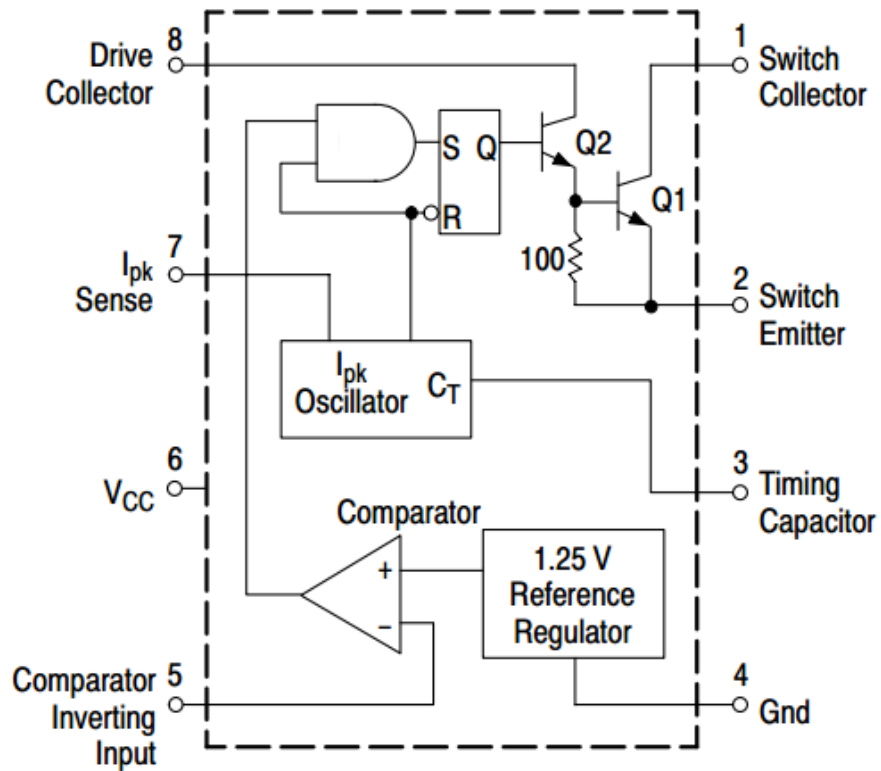 8
Drive
Collector
1
Switch
Collector
S
Q
Q2
R
Q1
100
7
Ipk
Sense
2
Switch
Emitter
Ipk
Oscillator
CT
6
VCC
3
Timing
Capacitor
Comparator
+
−
1.25 V
Reference
Regulator
5
Comparator
Inverting
Input
4
Gnd